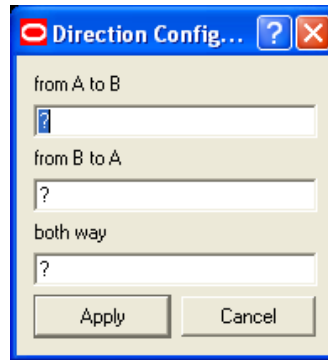 Direction Config...
from A to B
?
from B to A
?
both way
?
Apply Cancel